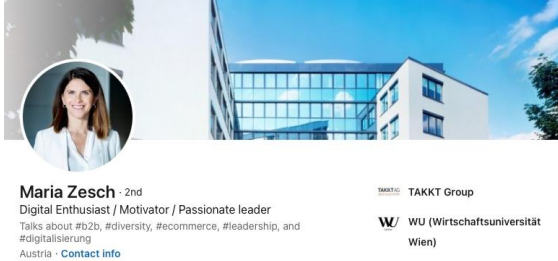 Maria Zesch · 2nd
Digital Enthusiast / Motivator / Passionate leader
Talks about #b2b, #diversity, #ecommerce, #leadership, and
#digitalisierung
Austria · Contact info
TAKKT AG
TAKKT Group
WU
WU (Wirtschaftsuniversität
Wien)